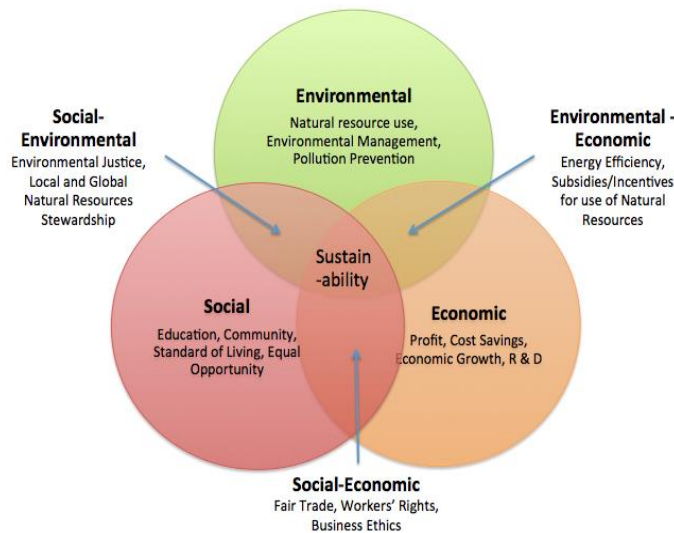 Environmental
Natural resource use,
Environmental Management,
Pollution Prevention
Social-
Environmental
Environmental Justice,
Local and Global
Natural Resources
Stewardship
Environmental -
Economic
Energy Efficiency,
Subsidies/Incentives
for use of Natural
Resources
Sustain
-ability
Social
Education, Community,
Standard of Living, Equal
Opportunity
Economic
Profit, Cost Savings,
Economic Growth, R & D
Social-Economic
Fair Trade, Workers’ Rights,
Business Ethics